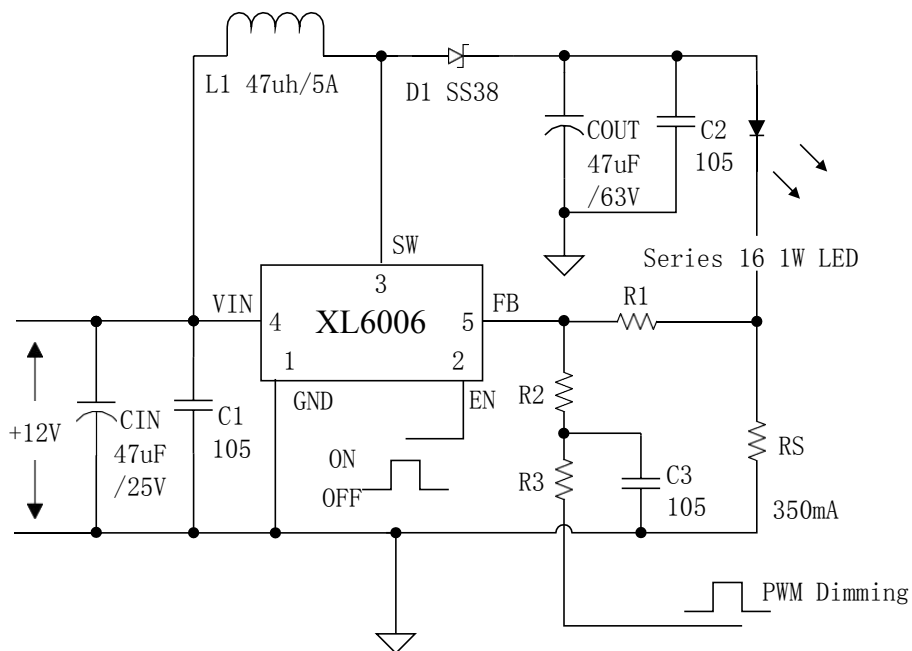 L1 47uh/5A
D1 SS38
COUT
47uF
/63V
C2
105
SW
Series 16 1W LED
3
VIN
4
XL6006
5
FB
R1
1
2
GND
EN
R2
+12V
CIN
47uF
/25V
C1
105
ON
OFF
R3
C3
105
RS
350mA
PWM Dimming